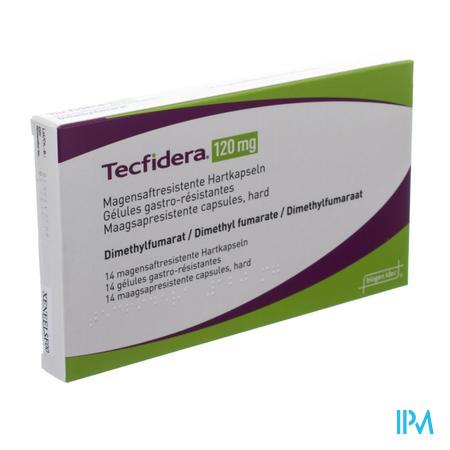 Tecfidera® 120 mg
Magensaftresistente Hartkapseln
Gélules gastro-résistantes
Maagsapresistente capsules, hard
Dimethylfumarat / Dimethyl fumarate / Dimethylfumaraat
14 magensaftresistente Hartkapseln
14 gélules gastro-résistantes
14 maagsapresistente capsules, hard
biogen idec
IPM